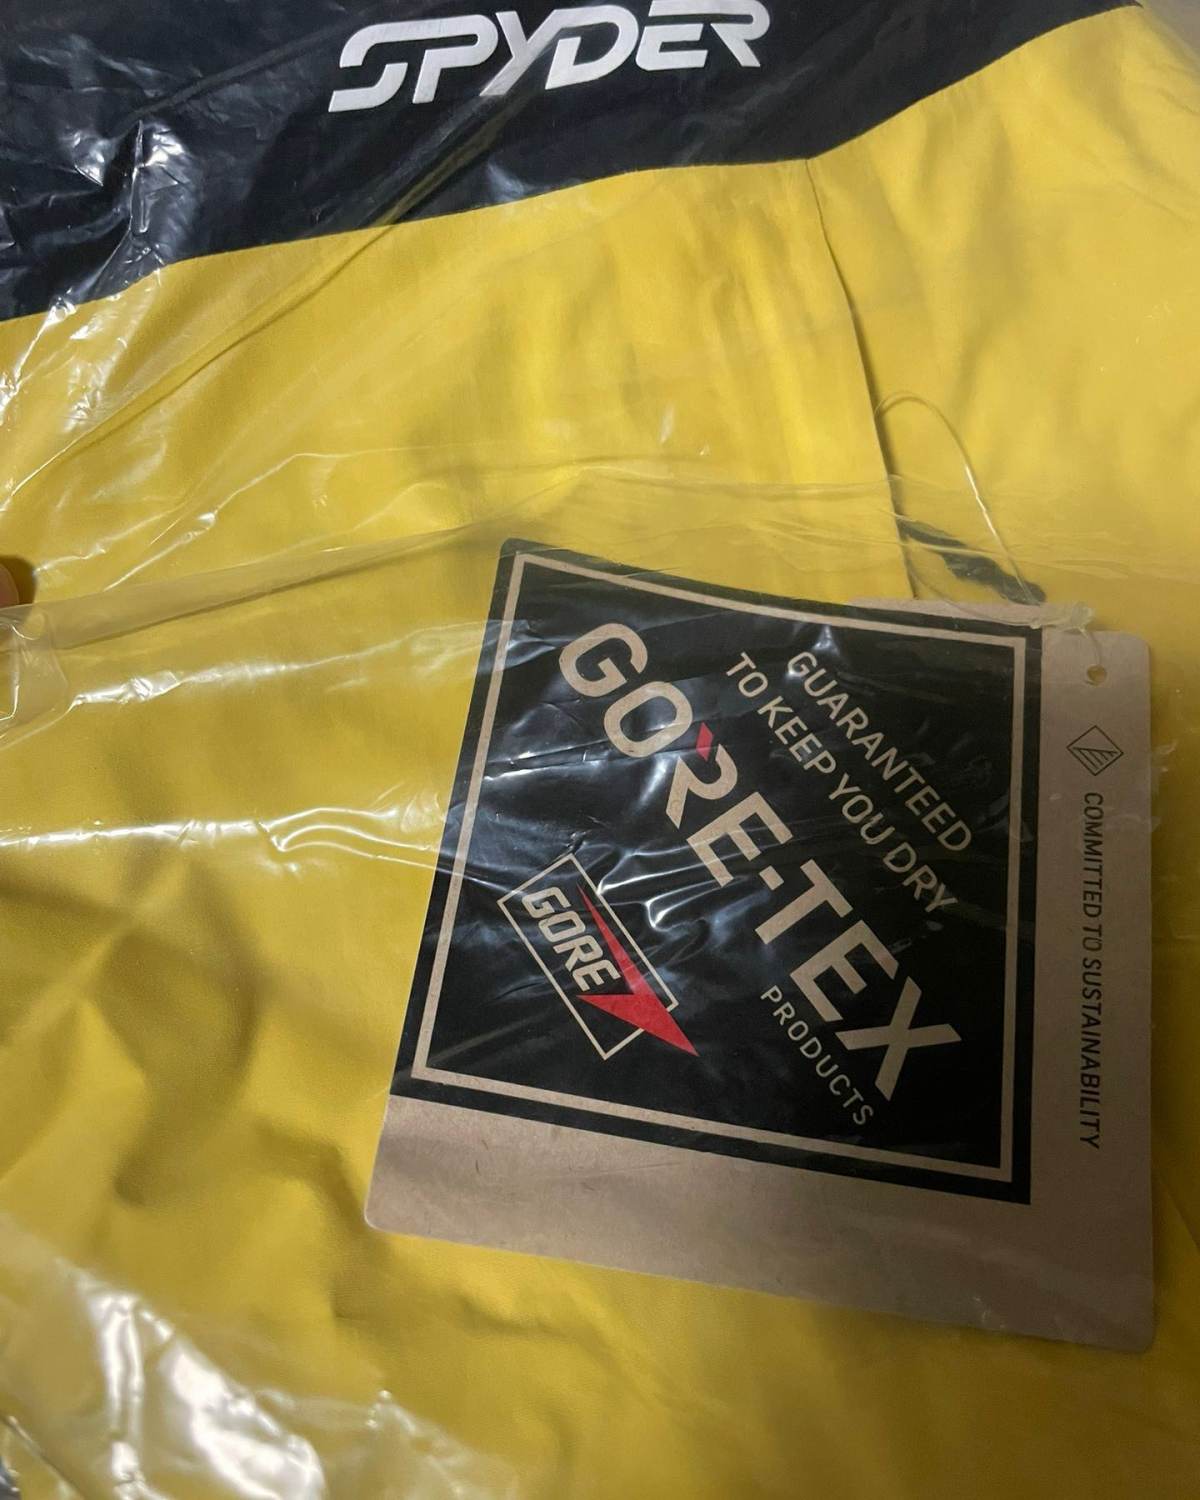 SPYDER
GUARANTEED
TO KEEP YOU DRY
GORE-TEX
PRODUCTS
GORE
COMMITTED TO SUSTAINABILITY